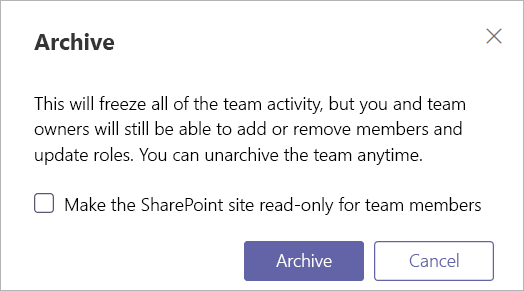 Archive
This will freeze all of the team activity, but you and team
owners will still be able to add or remove members and
update roles. You can unarchive the team anytime.
Make the SharePoint site read-only for team members
Archive
Cancel